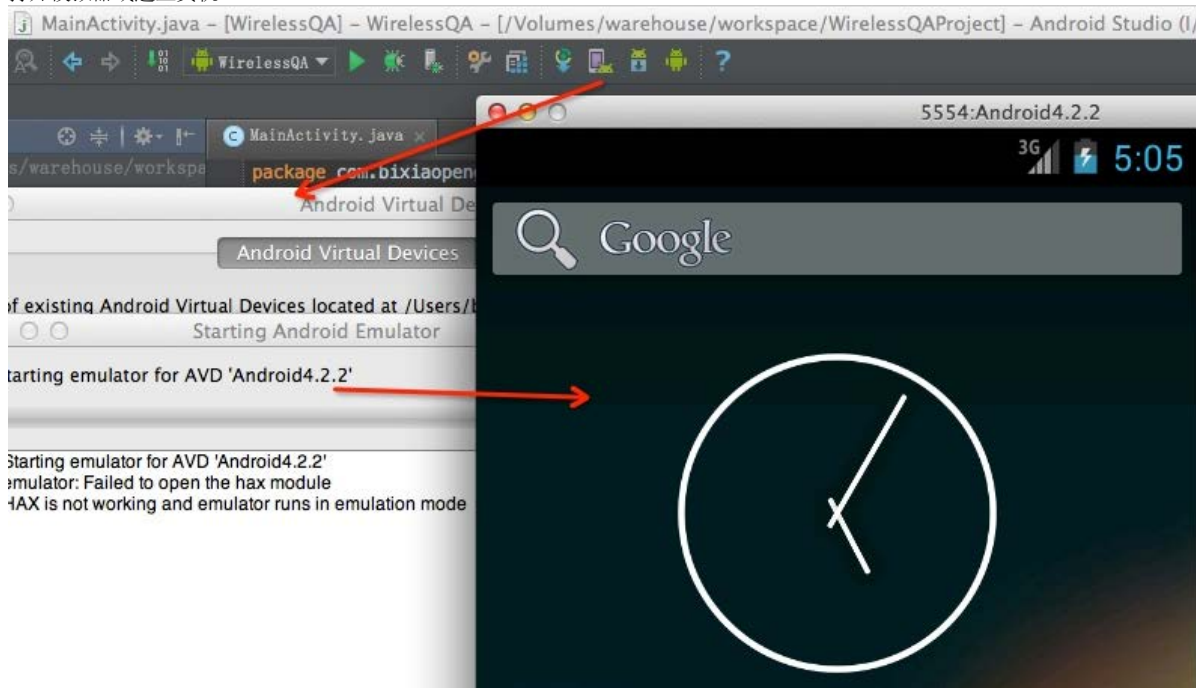 MainActivity.java – [WirelessQA] – WirelessQA – [/Volumes/warehouse/workspace/WirelessQAProject] – Android Studio (I/
WirelessQA
?
5554:Android4.2.2
MainActivity.java
3G
5:05
s/warehouse/workspa
package com.bixiaopen
Android Virtual De
Google
Android Virtual Devices
of existing Android Virtual Devices located at /Users/b
Starting Android Emulator
tarting emulator for AVD 'Android4.2.2'
Starting emulator for AVD 'Android4.2.2'
emulator: Failed to open the hax module
HAX is not working and emulator runs in emulation mode